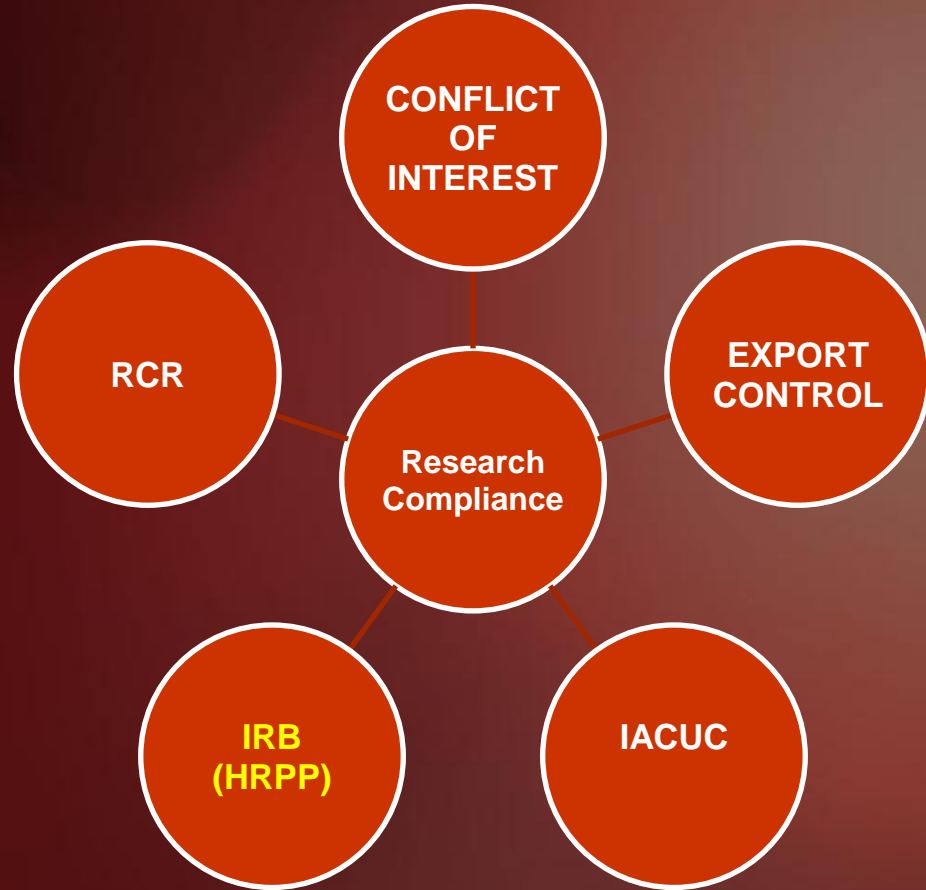 CONFLICT
OF
INTEREST
RCR
EXPORT
CONTROL
Research
Compliance
IRB
(HRPP)
IACUC